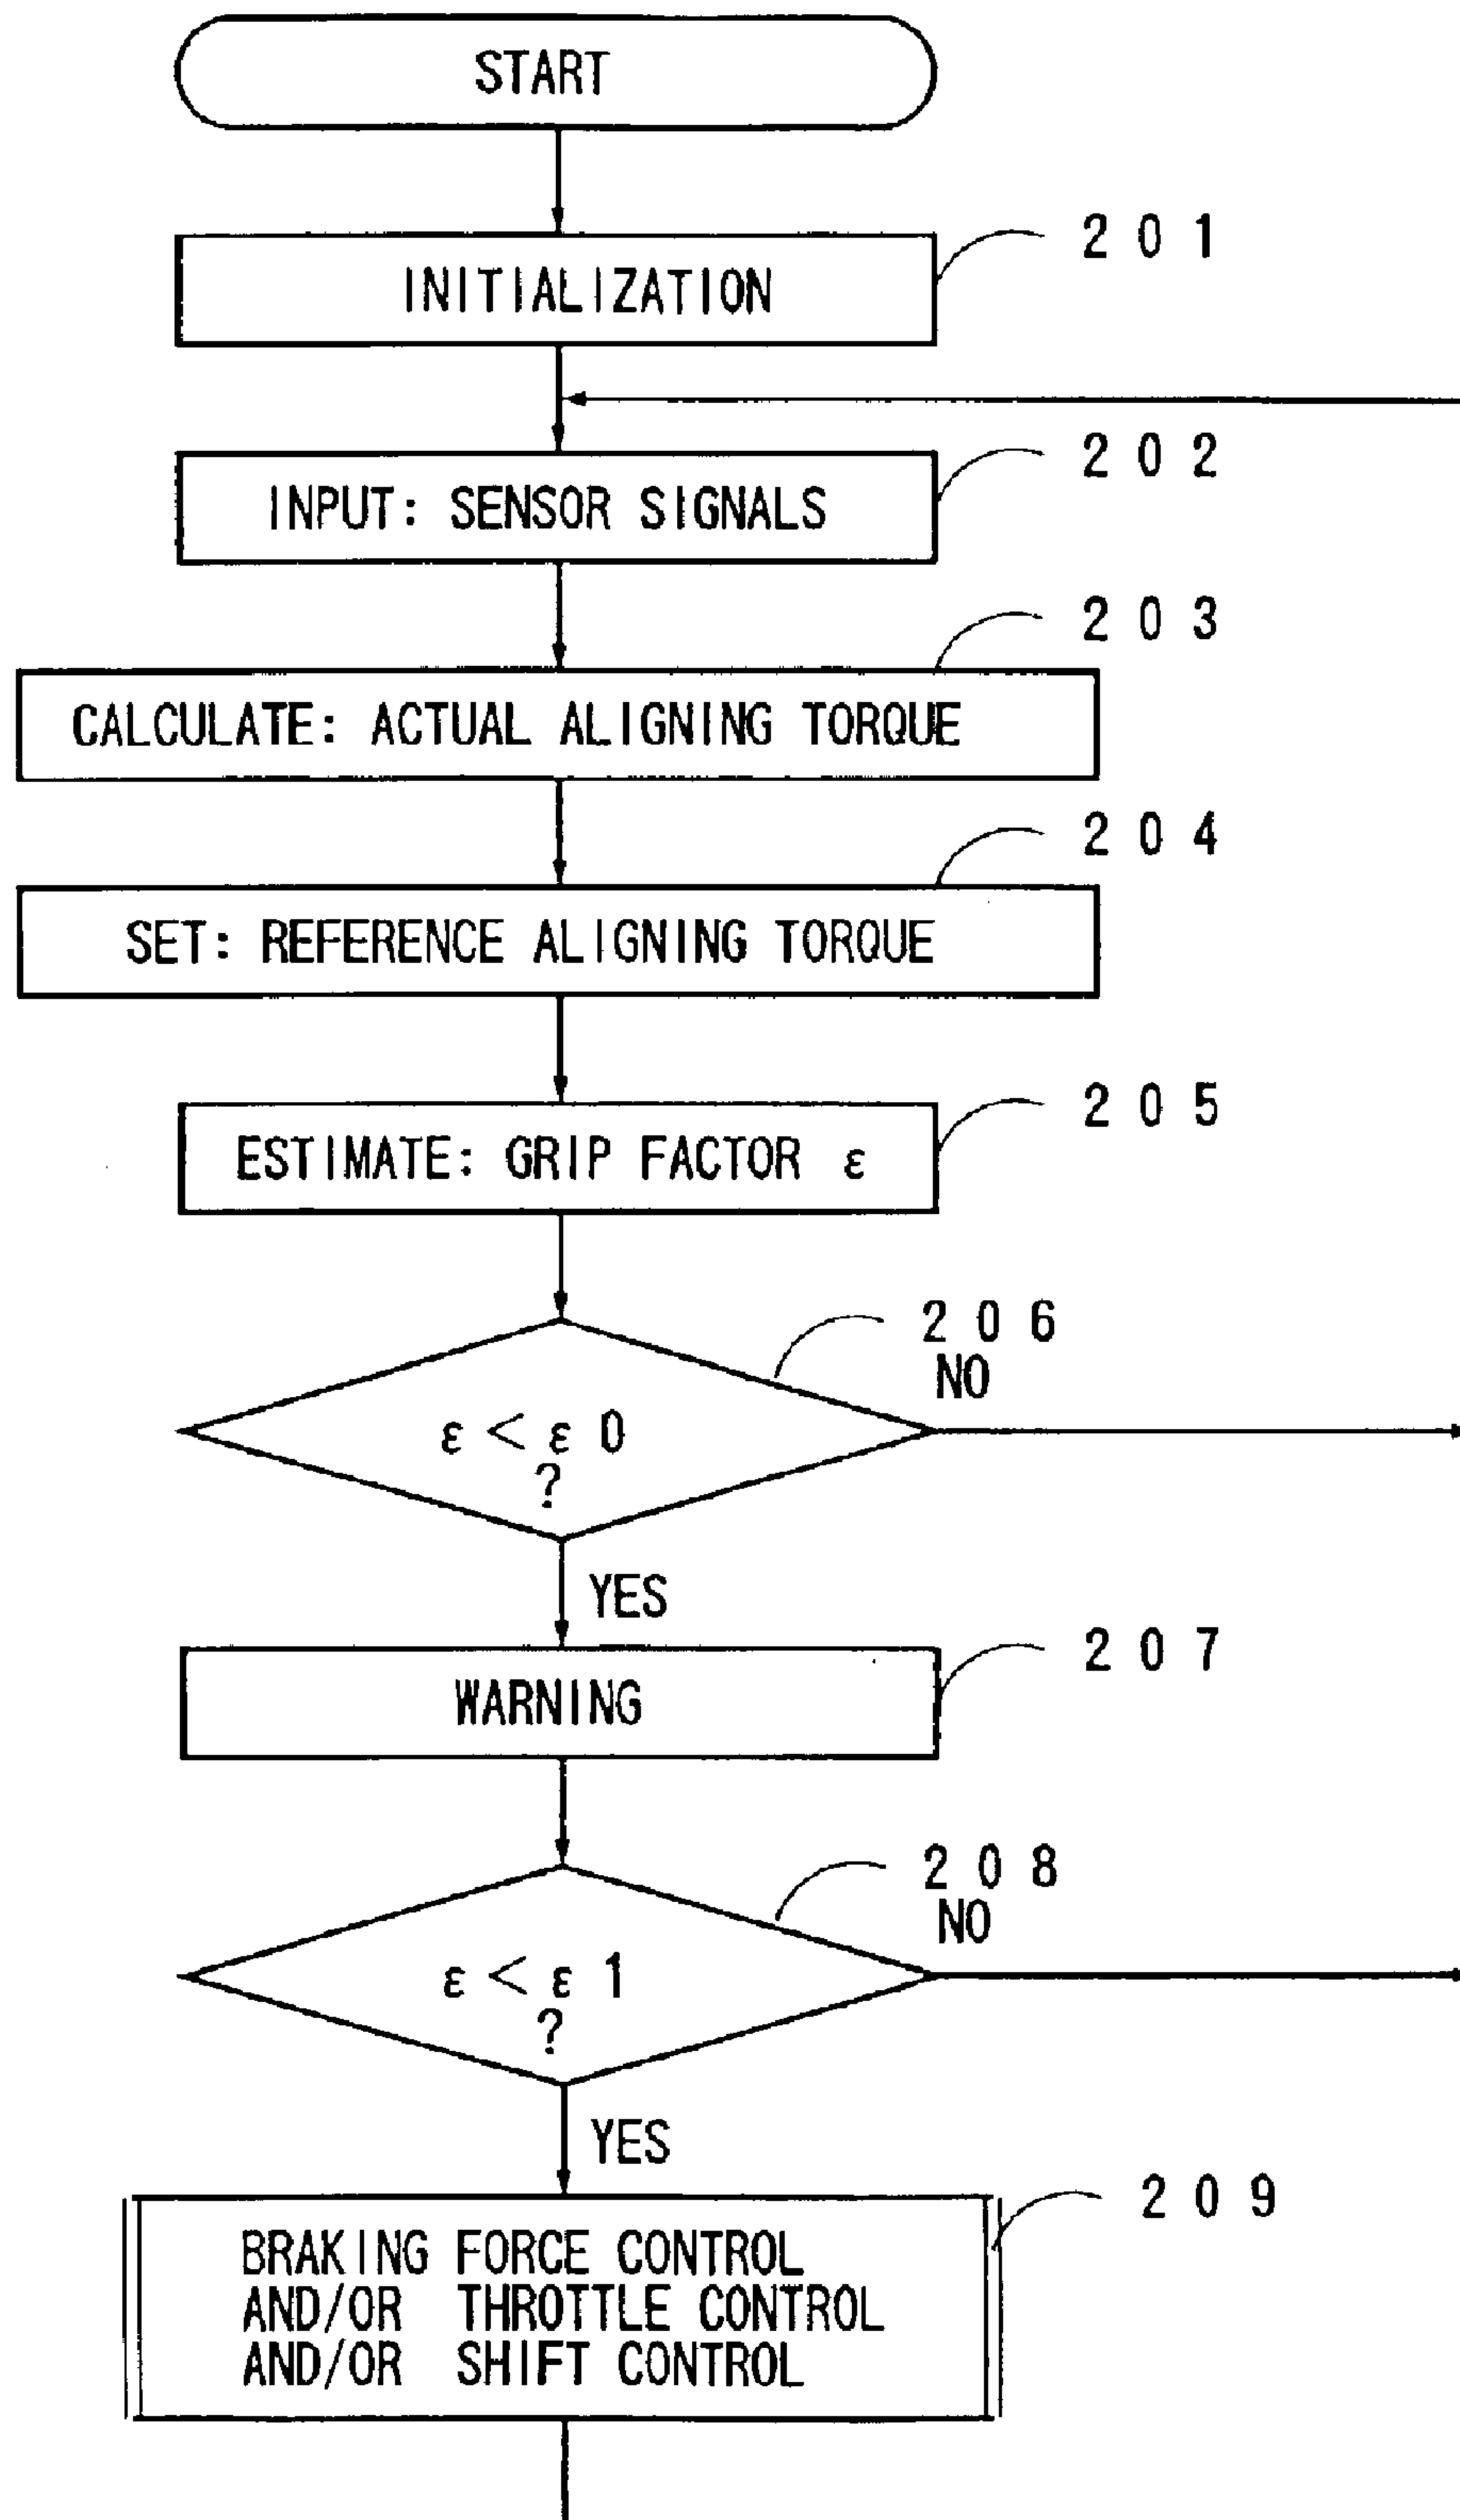 START
201
INITIALIZATION
202
INPUT: SENSOR SIGNALS
203
CALCULATE: ACTUAL ALIGNING TORQUE
204
SET: REFERENCE ALIGNING TORQUE
205
ESTIMATE: GRIP FACTOR ε
206
NO
ε < ε 0
?
YES
207
WARNING
208
NO
ε < ε 1
?
YES
209
BRAKING FORCE CONTROL
AND/OR THROTTLE CONTROL
AND/OR SHIFT CONTROL